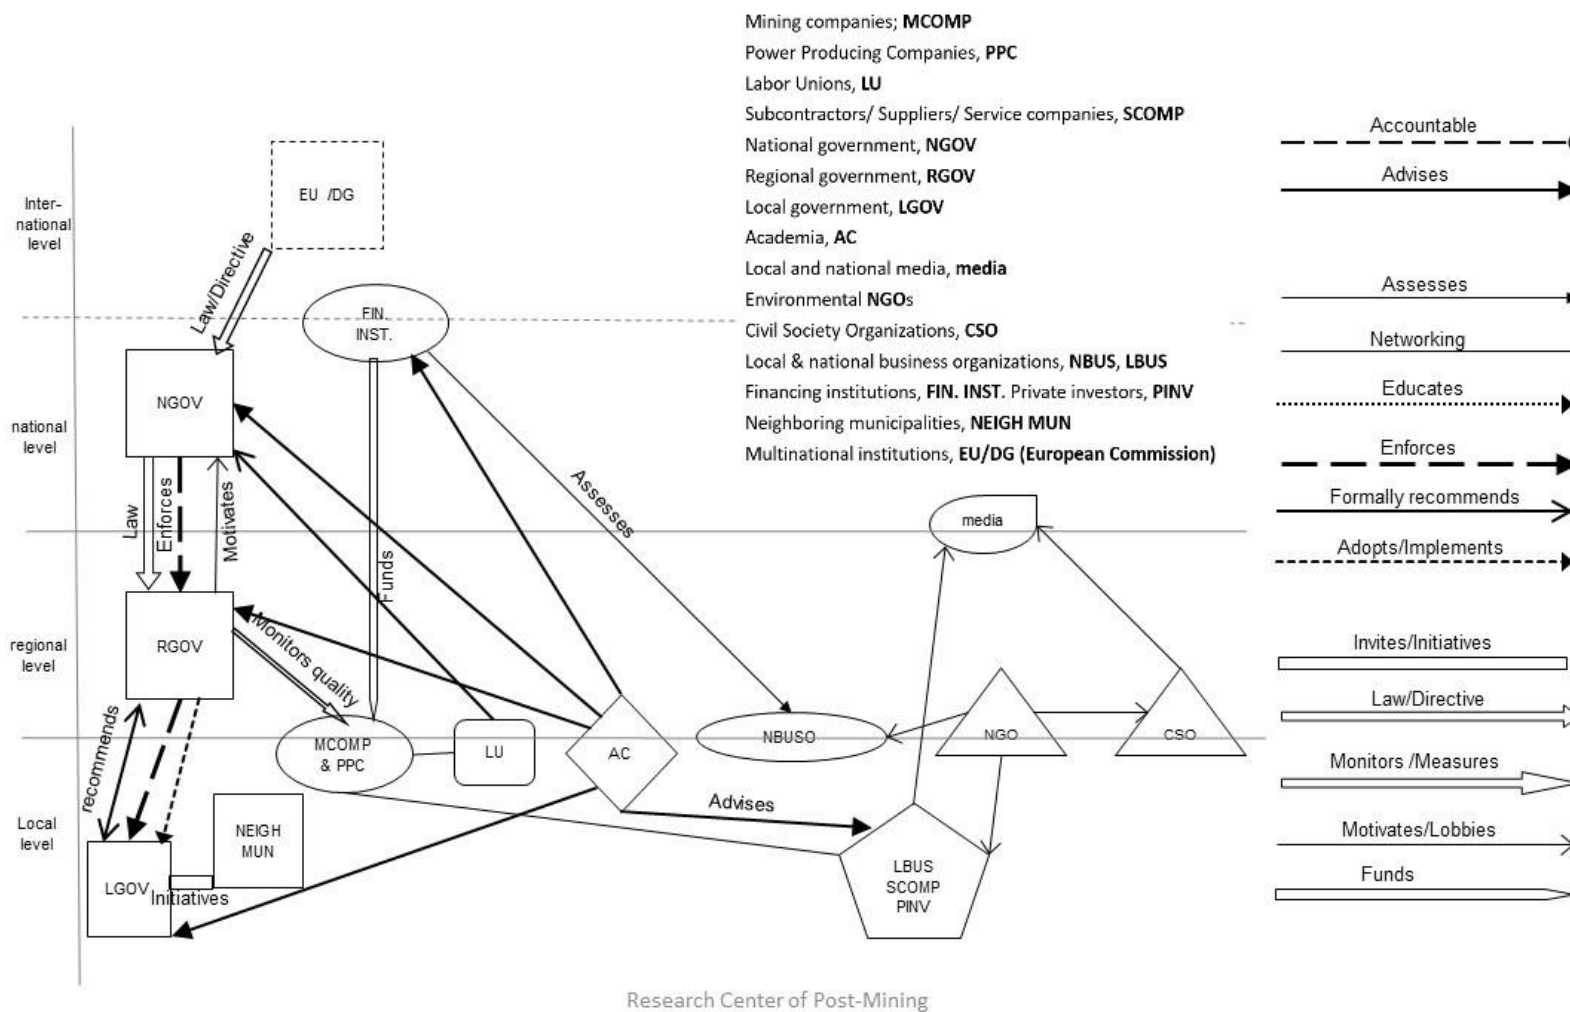 Mining companies; MCOMP
Power Producing Companies, PPC
Labor Unions, LU
Subcontractors/ Suppliers/ Service companies, SCOMP
National government, NGOV
Regional government, RGOV
Local government, LGOV
Academia, AC
Local and national media, media
Environmental NGOs
Civil Society Organizations, CSO
Local & national business organizations, NBUS, LBUS
Financing institutions, FIN. INST. Private investors, PINV
Neighboring municipalities, NEIGH MUN
Multinational institutions, EU/DG (European Commission)
Inter-
national
level
national
level
regional
level
Local
level
EU /DG
Law/Directive
FIN.
INST.
NGOV
Law
Enforces
Motivates
Funds
Assesses
media
RGOV
Monitors quality
recommends
MCOMP
& PPC
LU
AC
NBUSO
NGO
CSO
Advises
NEIGH
MUN
LGOV
Initiatives
LBUS
SCOMP
PINV
Accountable
Advises
Assesses
Networking
Educates
Enforces
Formally recommends
Adopts/Implements
Invites/Initiatives
Law/Directive
Monitors /Measures
Motivates/Lobbies
Funds
Research Center of Post-Mining